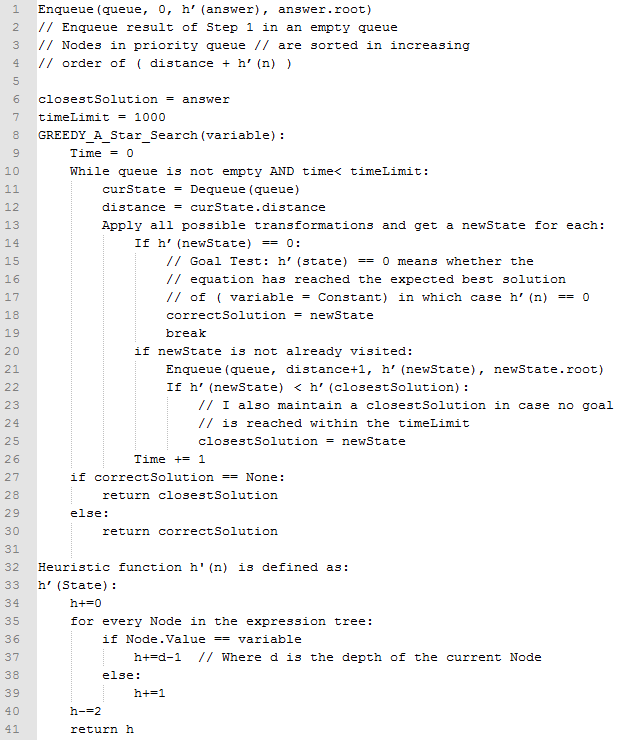 1 Enqueue(queue, 0, h’(answer), answer.root)
2 // Enqueue result of Step 1 in an empty queue
3 // Nodes in priority queue // are sorted in increasing
4 // order of ( distance + h’(n) )
5
6 closestSolution = answer
7 timeLimit = 1000
8 GREEDY_A_Star_Search(variable):
9     Time = 0
10     While queue is not empty AND time< timeLimit:
11         curState = Dequeue(queue)
12         distance = curState.distance
13         Apply all possible transformations and get a newState for each:
14             If h’(newState) == 0:
15                 // Goal Test: h’(state) == 0 means whether the
16                 // equation has reached the expected best solution
17                 // of ( variable = Constant) in which case h’(n) == 0
18                 correctSolution = newState
19                 break
20             if newState is not already visited:
21                 Enqueue(queue, distance+1, h’(newState), newState.root)
22                 If h’(newState) < h’(closestSolution):
23                     // I also maintain a closestSolution in case no goal
24                     // is reached within the timeLimit
25                     closestSolution = newState
26             Time += 1
27     if correctSolution == None:
28         return closestSolution
29     else:
30         return correctSolution
31
32 Heuristic function h'(n) is defined as:
33 h’(State):
34     h+=0
35     for every Node in the expression tree:
36         if Node.Value == variable
37             h+=d-1  // Where d is the depth of the current Node
38         else:
39             h+=1
40     h-=2
41     return h